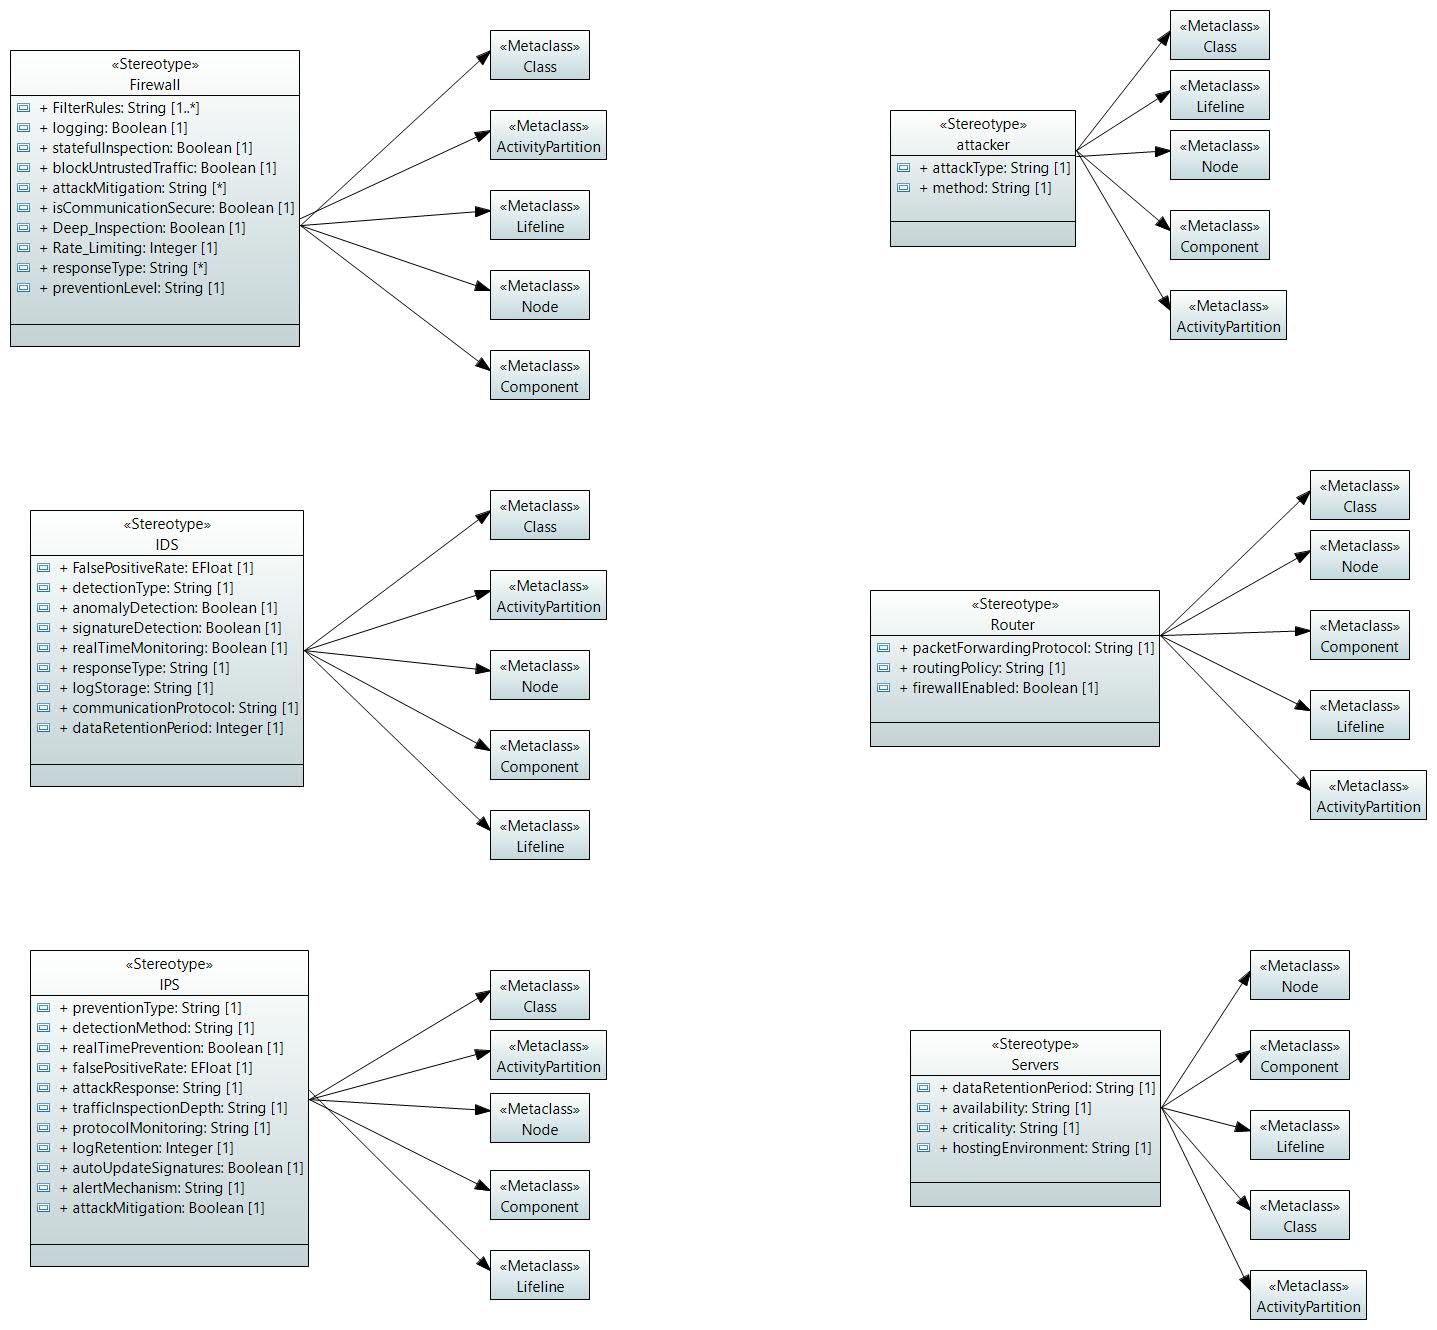 «Stereotype»
Firewall
+ FilterRules: String [1..*]
+ logging: Boolean [1]
+ statefulInspection: Boolean [1]
+ blockUntrustedTraffic: Boolean [1]
+ attackMitigation: String [*]
+ isCommunicationSecure: Boolean [1]
+ Deep_Inspection: Boolean [1]
+ Rate_Limiting: Integer [1]
+ responseType: String [*]
+ preventionLevel: String [1]
«Metaclass»
Class
«Metaclass»
ActivityPartition
«Metaclass»
Lifeline
«Metaclass»
Node
«Metaclass»
Component
«Stereotype»
attacker
+ attackType: String [1]
+ method: String [1]
«Metaclass»
Class
«Metaclass»
Lifeline
«Metaclass»
Node
«Metaclass»
Component
«Metaclass»
ActivityPartition
«Stereotype»
IDS
+ FalsePositiveRate: EFloat [1]
+ detectionType: String [1]
+ anomalyDetection: Boolean [1]
+ signatureDetection: Boolean [1]
+ realTimeMonitoring: Boolean [1]
+ responseType: String [1]
+ logStorage: String [1]
+ communicationProtocol: String [1]
+ dataRetentionPeriod: Integer [1]
«Metaclass»
Class
«Metaclass»
ActivityPartition
«Metaclass»
Node
«Metaclass»
Component
«Metaclass»
Lifeline
«Stereotype»
Router
+ packetForwardingProtocol: String [1]
+ routingPolicy: String [1]
+ firewallEnabled: Boolean [1]
«Metaclass»
Class
«Metaclass»
Node
«Metaclass»
Component
«Metaclass»
Lifeline
«Metaclass»
ActivityPartition
«Stereotype»
IPS
+ preventionType: String [1]
+ detectionMethod: String [1]
+ realTimePrevention: Boolean [1]
+ falsePositiveRate: EFloat [1]
+ attackResponse: String [1]
+ trafficInspectionDepth: String [1]
+ protocolMonitoring: String [1]
+ logRetention: Integer [1]
+ autoUpdateSignatures: Boolean [1]
+ alertMechanism: String [1]
+ attackMitigation: Boolean [1]
«Metaclass»
Class
«Metaclass»
ActivityPartition
«Metaclass»
Node
«Metaclass»
Component
«Metaclass»
Lifeline
«Stereotype»
Servers
+ dataRetentionPeriod: String [1]
+ availability: String [1]
+ criticality: String [1]
+ hostingEnvironment: String [1]
«Metaclass»
Node
«Metaclass»
Component
«Metaclass»
Lifeline
«Metaclass»
Class
«Metaclass»
ActivityPartition